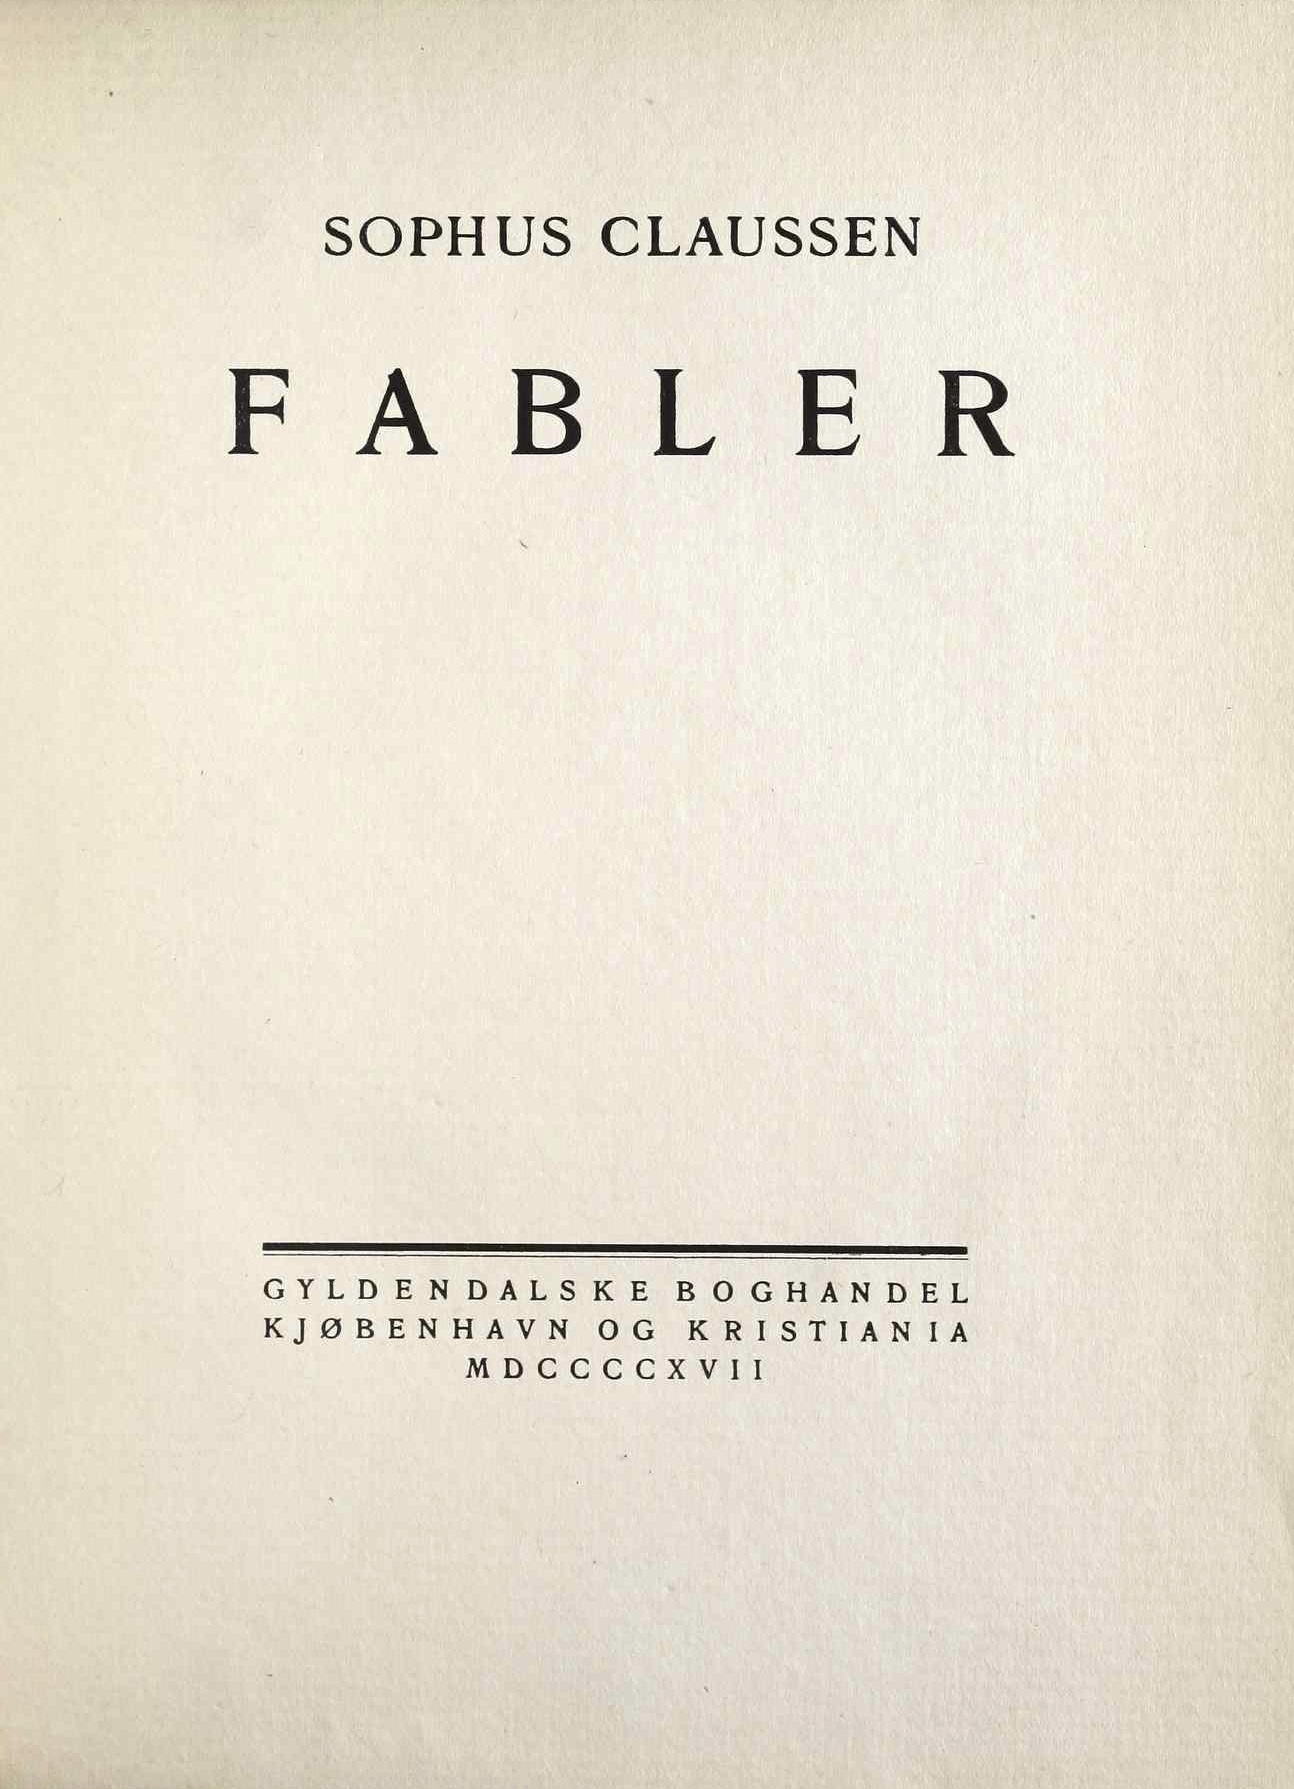 SOPHUS CLAUSSEN
FABLER
GYLDENDALSKE BOGHANDEL
KJØBENHAVN OG KRISTIANIA
MDCCCCXVII